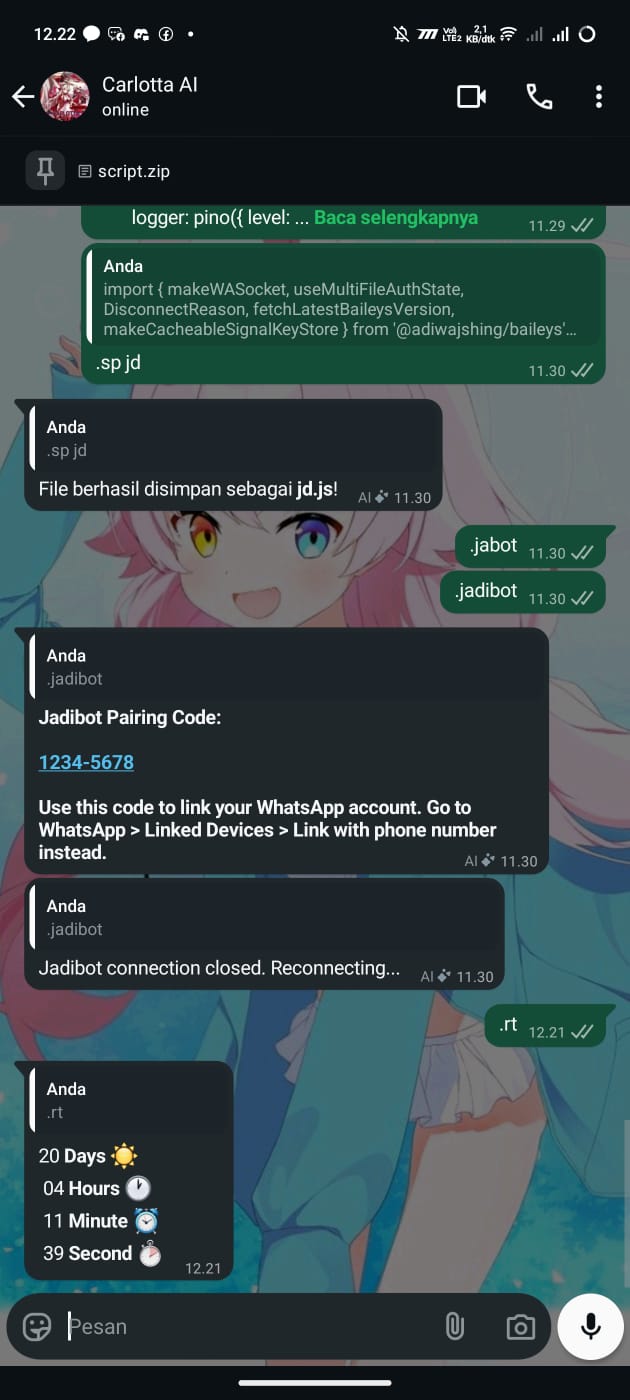 12.22
Vo)) LTE2 2,1 KB/dtk
Carlotta AI
online
script.zip
logger: pino({ level: ... Baca selengkapnya 11.29
Anda
import { makeWASocket, useMultiFileAuthState,
DisconnectReason, fetchLatestBaileysVersion,
makeCacheableSignalKeyStore } from '@adiwajshing/baileys'...
.sp jd
11.30
Anda
.sp jd
File berhasil disimpan sebagai jd.js! AI 11.30
.jabot 11.30
.jadibot 11.30
Anda
.jadibot
Jadibot Pairing Code:
1234-5678
Use this code to link your WhatsApp account. Go to
WhatsApp > Linked Devices > Link with phone number
instead.
AI 11.30
Anda
.jadibot
Jadibot connection closed. Reconnecting... AI 11.30
.rt 12.21
Anda
.rt
20 Days ☀️
04 Hours 🕐
11 Minute ⏰
39 Second ⏱️
12.21
Pesan